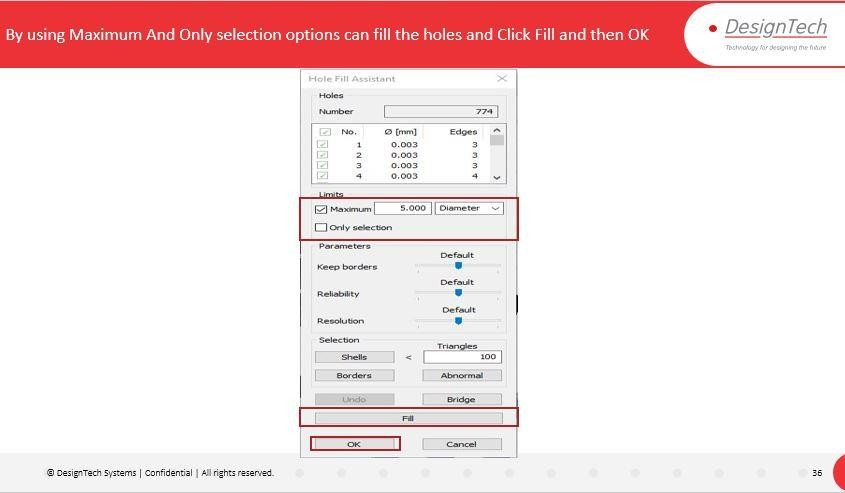 By using Maximum And Only selection options can fill the holes and Click Fill and then OK
DesignTech
Technology for designing the future
Hole Fill Assistant
Holes
Number 774
No. Ø [mm] Edges
1 0.003 3
2 0.003 3
3 0.003 3
4 0.003 4
Limits
Maximum 5.000 Diameter
Only selection
Parameters
Default
Keep borders
Default
Reliability
Default
Resolution
Selection
Triangles
Shells < 100
Borders Abnormal
Undo Bridge
Fill
OK Cancel
© DesignTech Systems | Confidential | All rights reserved. 36